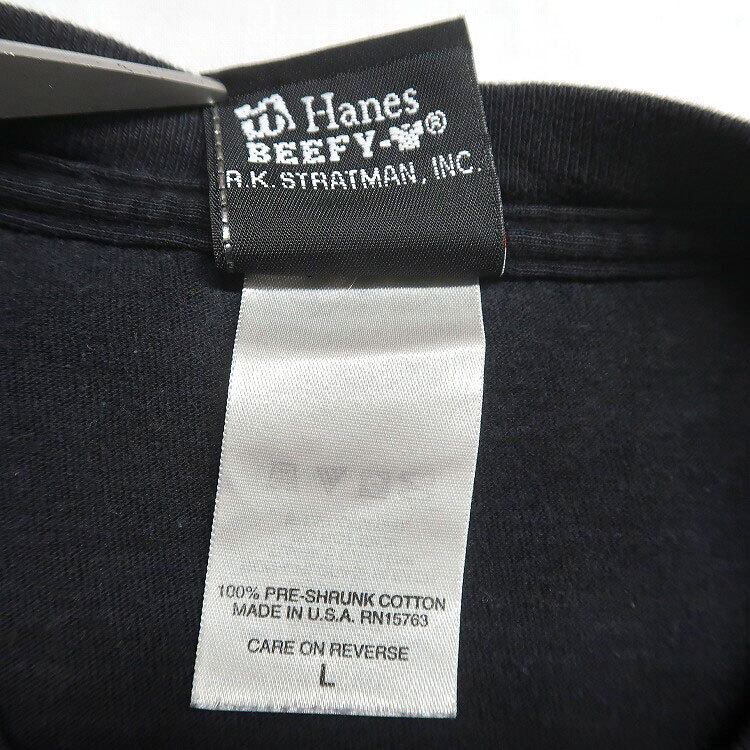 Hanes
BEEFY-®
R.K. STRATMAN, INC.
100% PRE-SHRUNK COTTON
MADE IN U.S.A. RN15763
CARE ON REVERSE
L